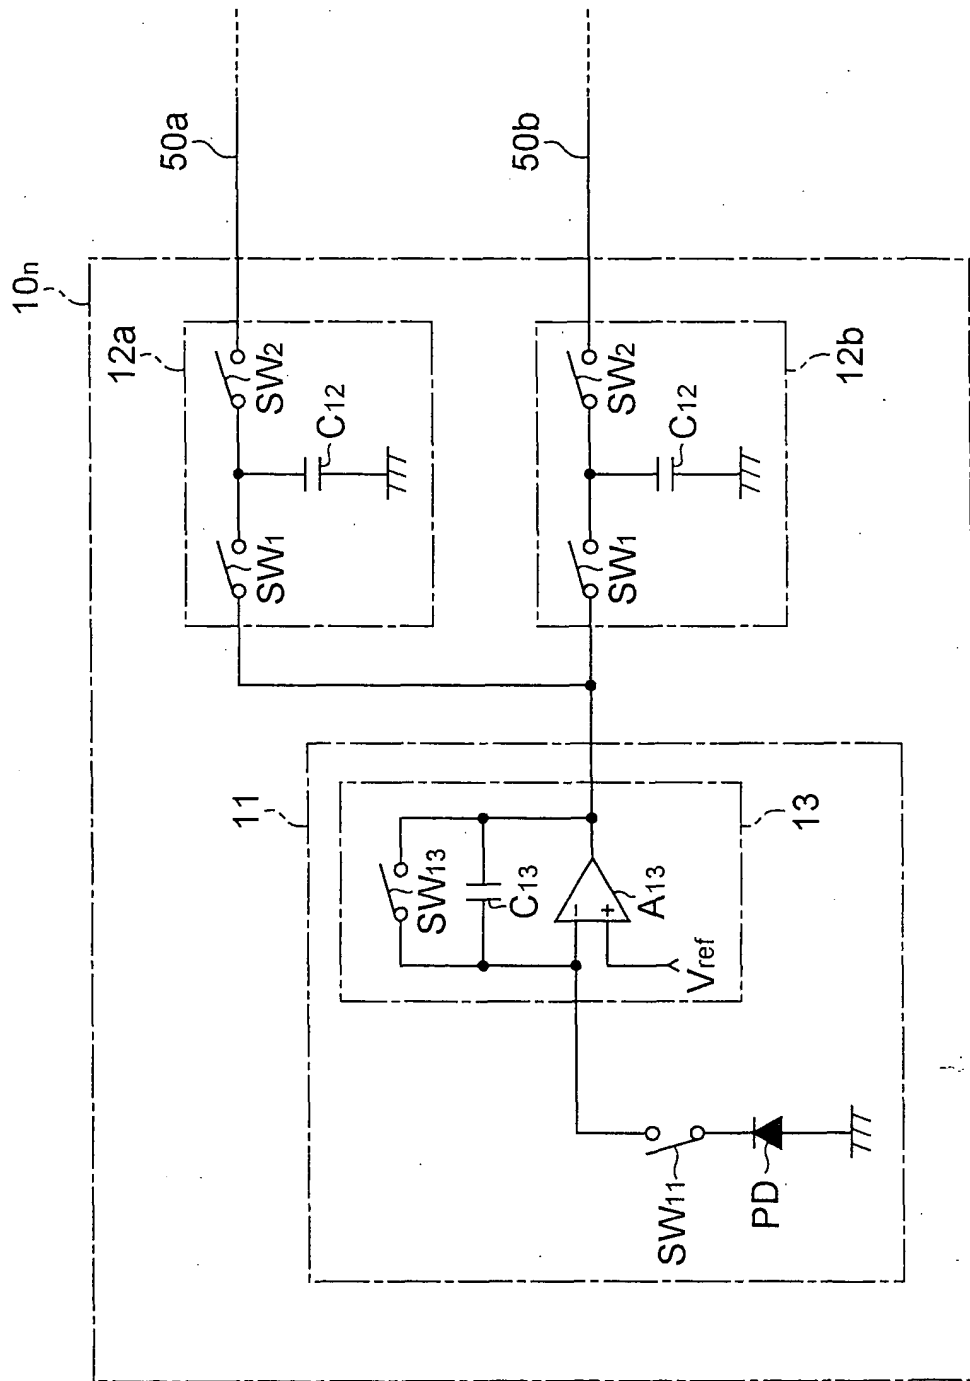 10n
50a
12a
SW1
SW2
C12
50b
12b
SW1
SW2
C12
11
13
SW13
C13
A13
−
+
Vref
SW11
PD